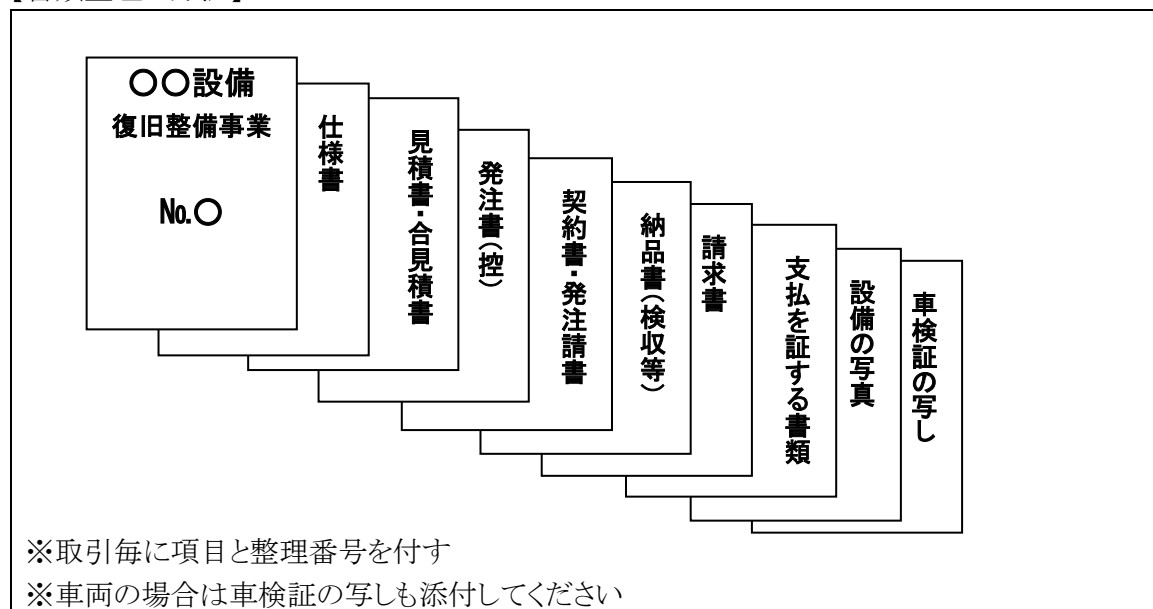 〇〇設備
復旧整備事業
№〇
仕様書
見積書・合見積書
発注書（控）
契約書・発注請書
納品書（検収等）
請求書
支払を証する書類
設備の写真
車検証の写し
※取引毎に項目と整理番号を付す
※車両の場合は車検証の写しも添付してください